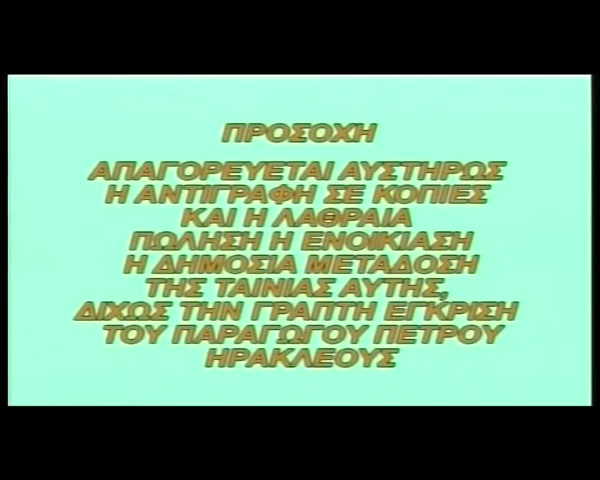 ΠΡΟΣΟΧΗ
ΑΠΑΓΟΡΕΥΕΤΑΙ ΑΥΣΤΗΡΩΣ
Η ΑΝΤΙΓΡΑΦΗ ΣΕ ΚΟΠΙΕΣ
ΚΑΙ Η ΛΑΘΡΑΙΑ
ΠΩΛΗΣΗ Η ΕΝΟΙΚΙΑΣΗ
Η ΔΗΜΟΣΙΑ ΜΕΤΑΔΟΣΗ
ΤΗΣ ΤΑΙΝΙΑΣ ΑΥΤΗΣ,
ΔΙΧΩΣ ΤΗΝ ΓΡΑΠΤΗ ΕΓΚΡΙΣΗ
ΤΟΥ ΠΑΡΑΓΩΓΟΥ ΠΕΤΡΟΥ
ΗΡΑΚΛΕΟΥΣ